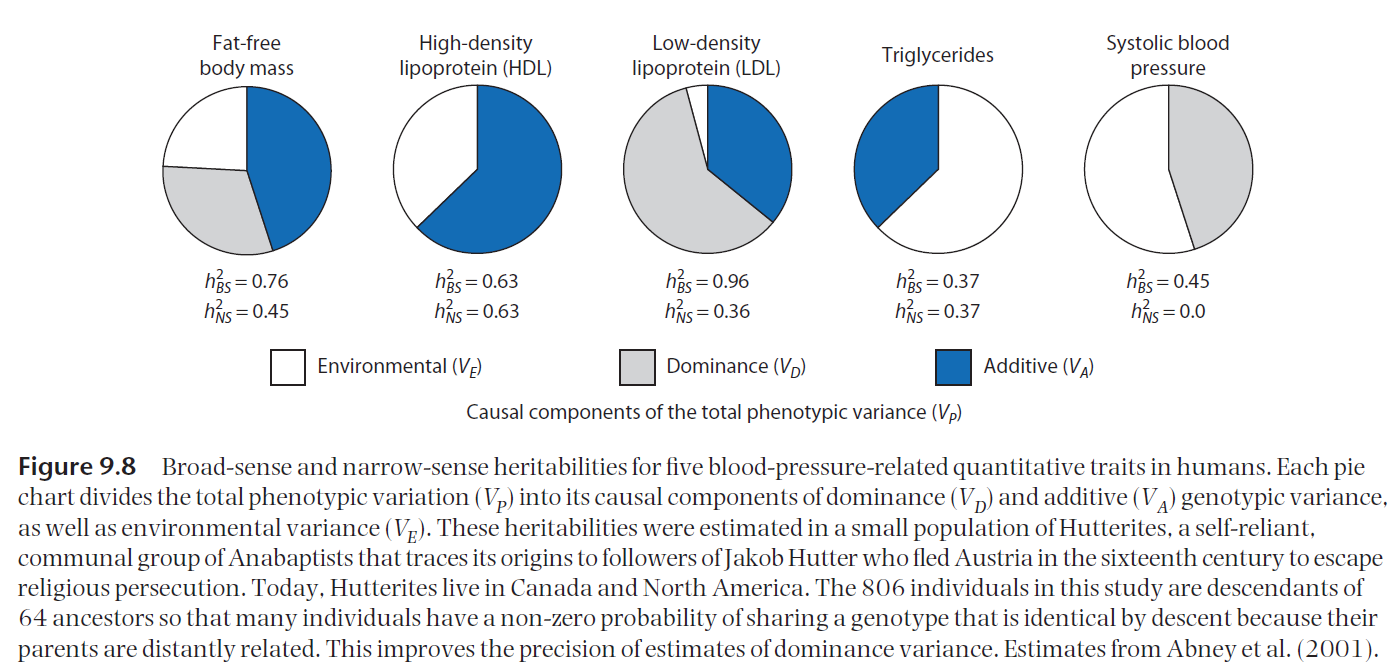 Fat-free
body mass
High-density
lipoprotein (HDL)
Low-density
lipoprotein (LDL)
Triglycerides
Systolic blood
pressure
h²BS = 0.76
h²NS = 0.45
h²BS = 0.63
h²NS = 0.63
h²BS = 0.96
h²NS = 0.36
h²BS = 0.37
h²NS = 0.37
h²BS = 0.45
h²NS = 0.0
Environmental (VE)
Dominance (VD)
Additive (VA)
Causal components of the total phenotypic variance (VP)
Figure 9.8 Broad-sense and narrow-sense heritabilities for five blood-pressure-related quantitative traits in humans. Each pie
chart divides the total phenotypic variation (VP) into its causal components of dominance (VD) and additive (VA) genotypic variance,
as well as environmental variance (VE). These heritabilities were estimated in a small population of Hutterites, a self-reliant,
communal group of Anabaptists that traces its origins to followers of Jakob Hutter who fled Austria in the sixteenth century to escape
religious persecution. Today, Hutterites live in Canada and North America. The 806 individuals in this study are descendants of
64 ancestors so that many individuals have a non-zero probability of sharing a genotype that is identical by descent because their
parents are distantly related. This improves the precision of estimates of dominance variance. Estimates from Abney et al. (2001).